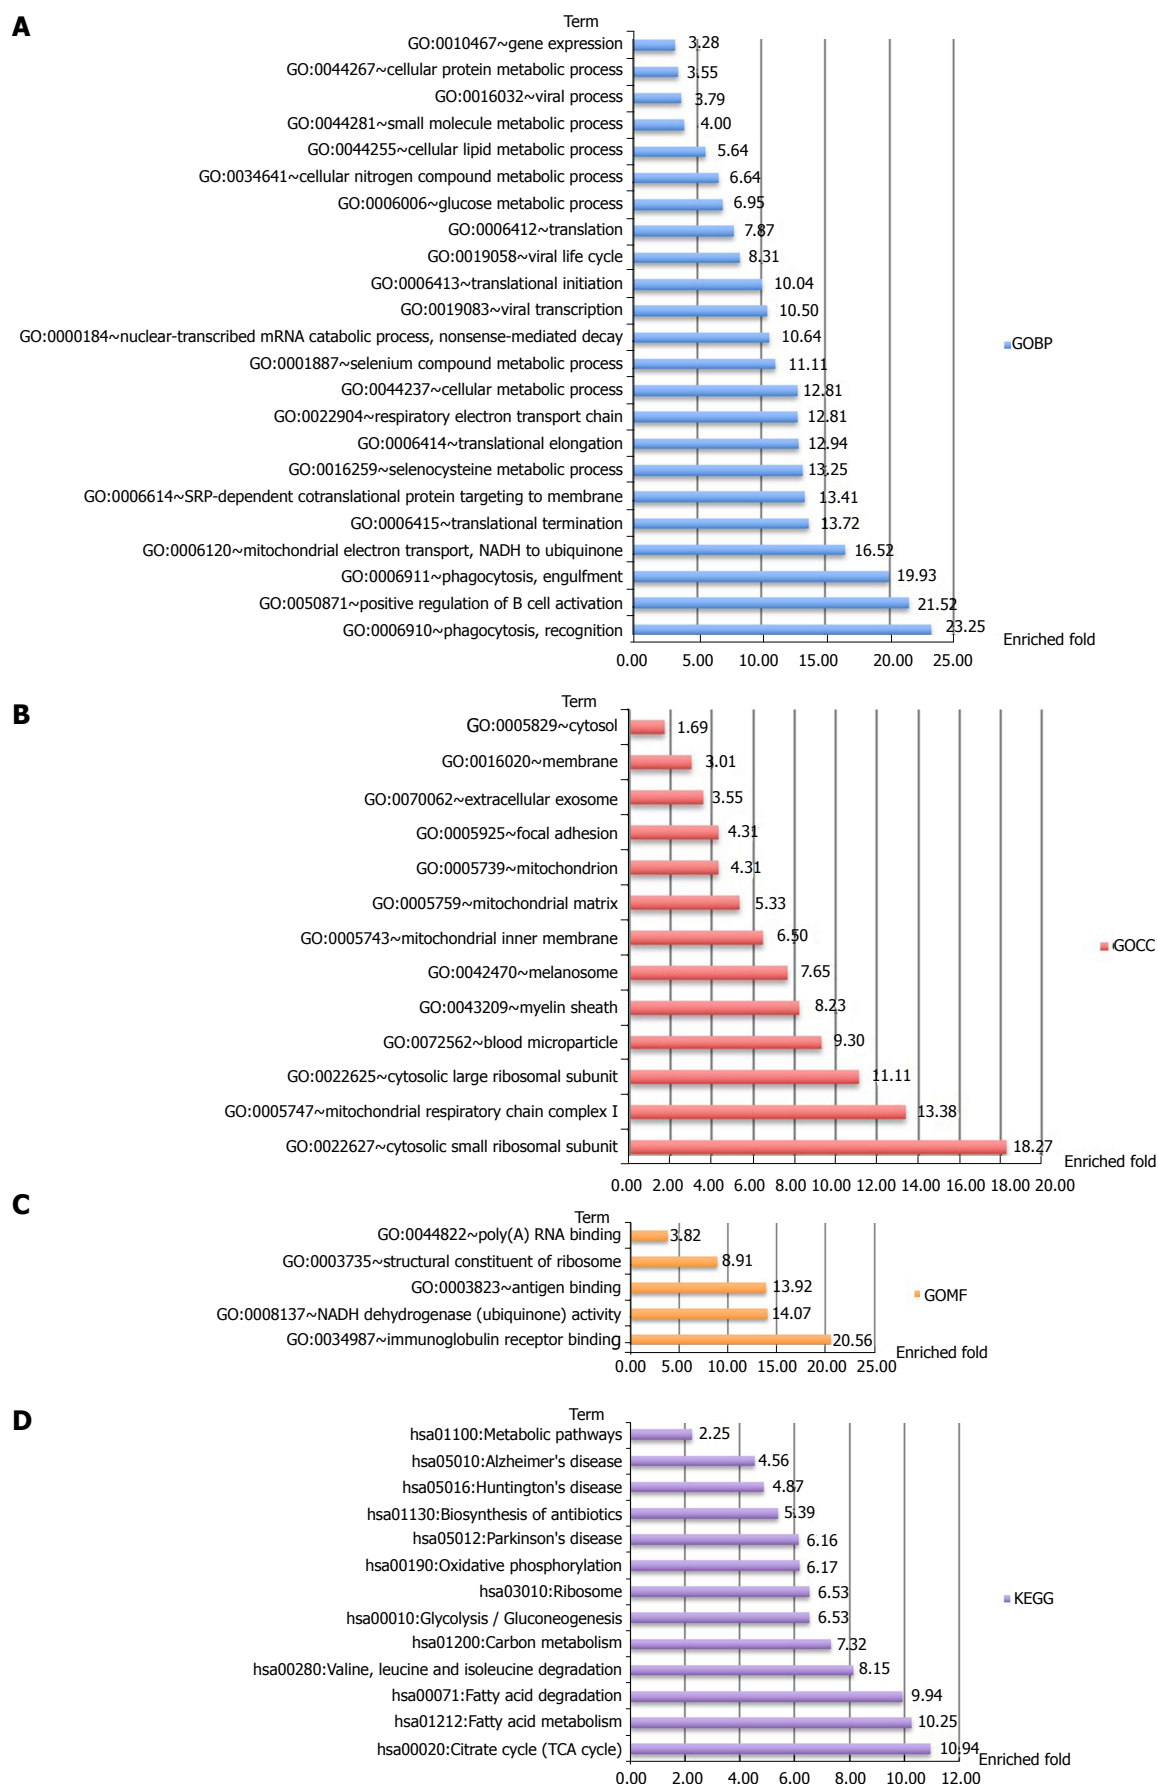 A
Term
GO:0010467~gene expression 3.28
GO:0044267~cellular protein metabolic process 3.55
GO:0016032~viral process 3.79
GO:0044281~small molecule metabolic process 4.00
GO:0044255~cellular lipid metabolic process 5.64
GO:0034641~cellular nitrogen compound metabolic process 6.64
GO:0006006~glucose metabolic process 6.95
GO:0006412~translation 7.87
GO:0019058~viral life cycle 8.31
GO:0006413~translational initiation 10.04
GO:0019083~viral transcription 10.50
GO:0000184~nuclear-transcribed mRNA catabolic process, nonsense-mediated decay 10.64
GOBP
GO:0001887~selenium compound metabolic process 11.11
GO:0044237~cellular metabolic process 12.81
GO:0022904~respiratory electron transport chain 12.81
GO:0006414~translational elongation 12.94
GO:0016259~selenocysteine metabolic process 13.25
GO:0006614~SRP-dependent cotranslational protein targeting to membrane 13.41
GO:0006415~translational termination 13.72
GO:0006120~mitochondrial electron transport, NADH to ubiquinone 16.52
GO:0006911~phagocytosis, engulfment 19.93
GO:0050871~positive regulation of B cell activation 21.52
GO:0006910~phagocytosis, recognition 23.25
Enriched fold
0.00 5.00 10.00 15.00 20.00 25.00
B
Term
GO:0005829~cytosol 1.69
GO:0016020~membrane 3.01
GO:0070062~extracellular exosome 3.55
GO:0005925~focal adhesion 4.31
GO:0005739~mitochondrion 4.31
GO:0005759~mitochondrial matrix 5.33
GO:0005743~mitochondrial inner membrane 6.50
GOCC
GO:0042470~melanosome 7.65
GO:0043209~myelin sheath 8.23
GO:0072562~blood microparticle 9.30
GO:0022625~cytosolic large ribosomal subunit 11.11
GO:0005747~mitochondrial respiratory chain complex I 13.38
GO:0022627~cytosolic small ribosomal subunit 18.27
Enriched fold
0.00 2.00 4.00 6.00 8.00 10.00 12.00 14.00 16.00 18.00 20.00
C
Term
GO:0044822~poly(A) RNA binding 3.82
GO:0003735~structural constituent of ribosome 8.91
GO:0003823~antigen binding 13.92
GOMF
GO:0008137~NADH dehydrogenase (ubiquinone) activity 14.07
GO:0034987~immunoglobulin receptor binding 20.56
Enriched fold
0.00 5.00 10.00 15.00 20.00 25.00
D
Term
hsa01100:Metabolic pathways 2.25
hsa05010:Alzheimer's disease 4.56
hsa05016:Huntington's disease 4.87
hsa01130:Biosynthesis of antibiotics 5.39
hsa05012:Parkinson's disease 6.16
hsa00190:Oxidative phosphorylation 6.17
hsa03010:Ribosome 6.53
KEGG
hsa00010:Glycolysis / Gluconeogenesis 6.53
hsa01200:Carbon metabolism 7.32
hsa00280:Valine, leucine and isoleucine degradation 8.15
hsa00071:Fatty acid degradation 9.94
hsa01212:Fatty acid metabolism 10.25
hsa00020:Citrate cycle (TCA cycle) 10.94
Enriched fold
0.00 2.00 4.00 6.00 8.00 10.00 12.00